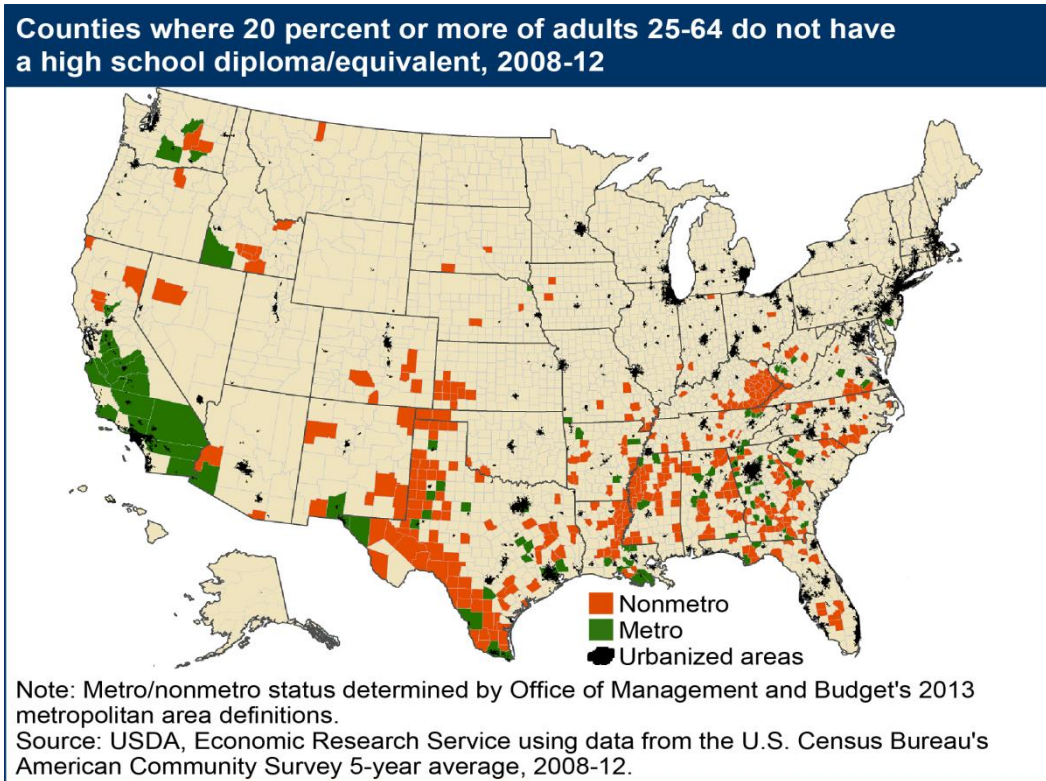 Counties where 20 percent or more of adults 25-64 do not have
a high school diploma/equivalent, 2008-12
Nonmetro
Metro
Urbanized areas
Note: Metro/nonmetro status determined by Office of Management and Budget's 2013
metropolitan area definitions.
Source: USDA, Economic Research Service using data from the U.S. Census Bureau's
American Community Survey 5-year average, 2008-12.